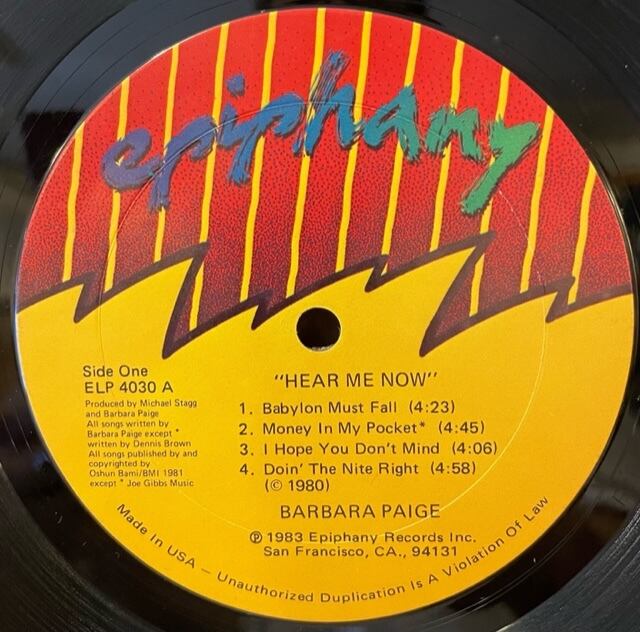 epiphany
Side One
ELP 4030 A
Produced by Michael Stagg
and Barbara Paige
All songs written by
Barbara Paige except *
written by Dennis Brown
All songs published by and
copyrighted by
Oshun Bami/BMI 1981
except * Joe Gibbs Music
"HEAR ME NOW"
1. Babylon Must Fall (4:23)
2. Money In My Pocket* (4:45)
3. I Hope You Don't Mind (4:06)
4. Doin' The Nite Right (4:58)
(© 1980)
BARBARA PAIGE
℗ 1983 Epiphany Records Inc.
San Francisco, CA., 94131
Made In USA — Unauthorized Duplication Is A Violation Of Law